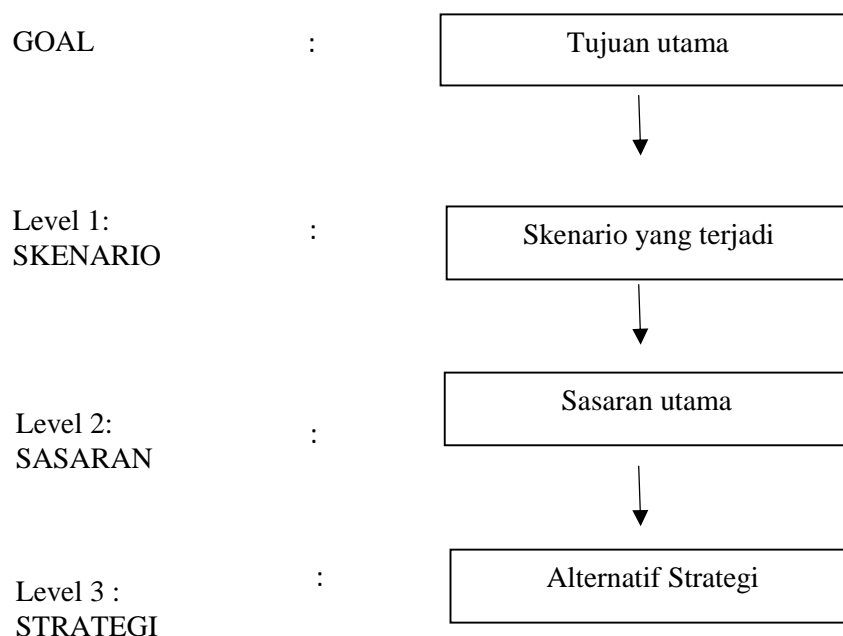 GOAL : Tujuan utama
Level 1:
SKENARIO : Skenario yang terjadi
Level 2:
SASARAN : Sasaran utama
Level 3 :
STRATEGI : Alternatif Strategi